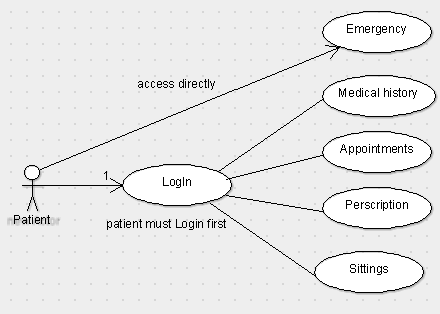 Emergency
access directly
Medical history
Appointments
1
LogIn
Perscription
Patient
patient must Login first
Sittings